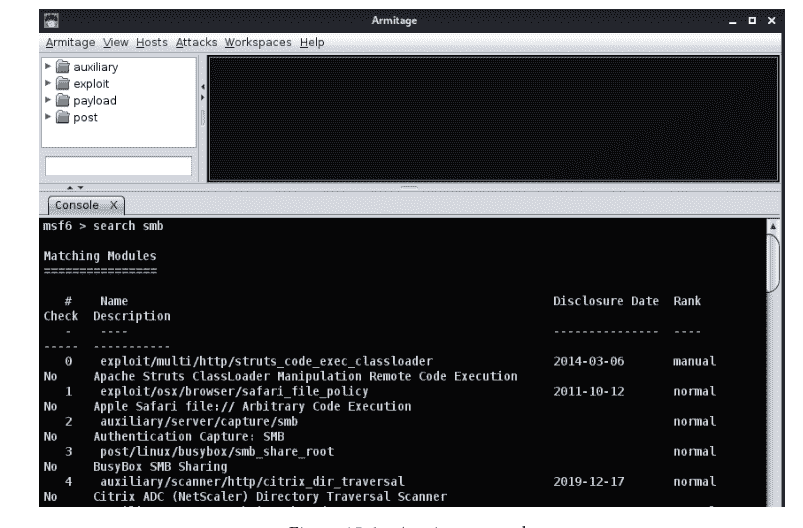 Armitage
Armitage View Hosts Attacks Workspaces Help
auxiliary
exploit
payload
post
Console X
msf6 > search smb
Matching Modules
================
# Name Disclosure Date Rank
Check Description
- ---- --------------- ----
----- -----------
0 exploit/multi/http/struts_code_exec_classloader 2014-03-06 manual
No Apache Struts ClassLoader Manipulation Remote Code Execution
1 exploit/osx/browser/safari_file_policy 2011-10-12 normal
No Apple Safari file:// Arbitrary Code Execution
2 auxiliary/server/capture/smb normal
No Authentication Capture: SMB
3 post/linux/busybox/smb_share_root normal
No BusyBox SMB Sharing
4 auxiliary/scanner/http/citrix_dir_traversal 2019-12-17 normal
No Citrix ADC (NetScaler) Directory Traversal Scanner